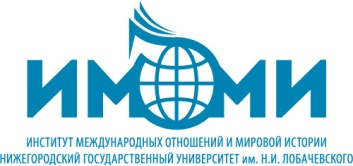 ИМОМИ
ИНСТИТУТ МЕЖДУНАРОДНЫХ ОТНОШЕНИЙ И МИРОВОЙ ИСТОРИИ
НИЖЕГОРОДСКИЙ ГОСУДАРСТВЕННЫЙ УНИВЕРСИТЕТ им. Н.И. ЛОБАЧЕВСКОГО